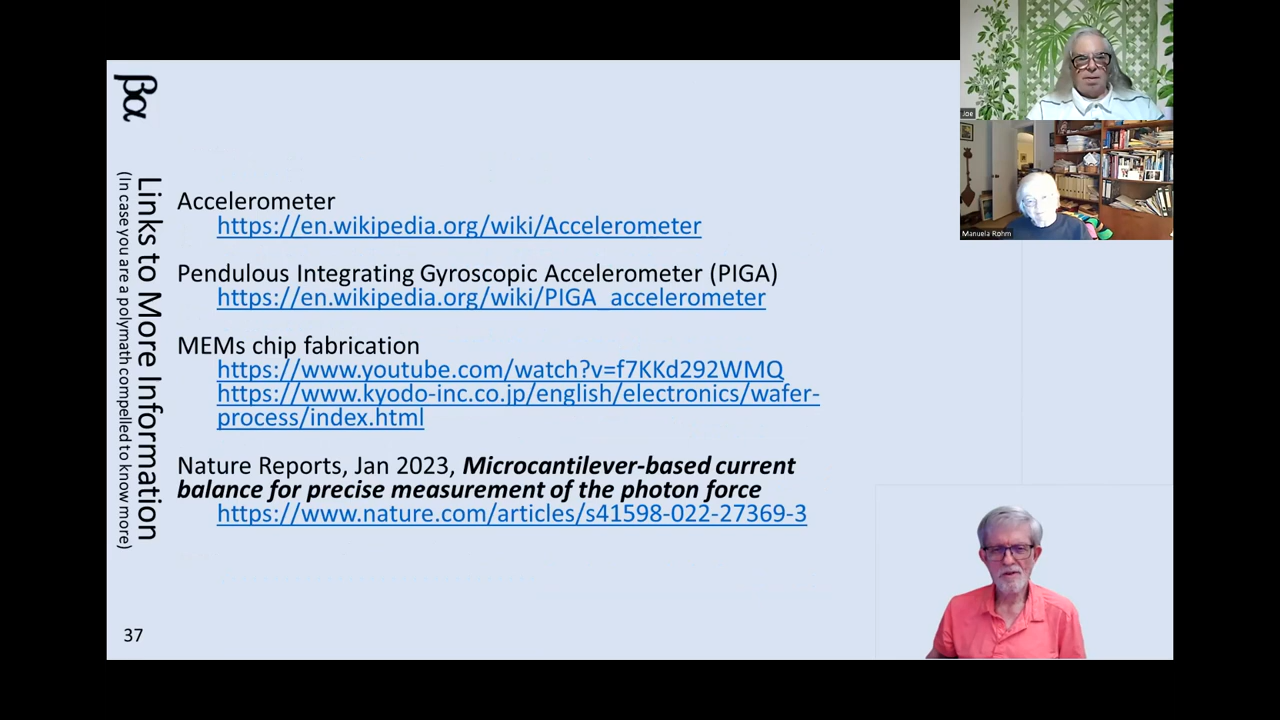 βα
Links to More Information
(In case you are a polymath compelled to know more)
Accelerometer
https://en.wikipedia.org/wiki/Accelerometer
Pendulous Integrating Gyroscopic Accelerometer (PIGA)
https://en.wikipedia.org/wiki/PIGA_accelerometer
MEMs chip fabrication
https://www.youtube.com/watch?v=f7KKd292WMQ
https://www.kyodo-inc.co.jp/english/electronics/wafer-
process/index.html
Nature Reports, Jan 2023, Microcantilever-based current
balance for precise measurement of the photon force
https://www.nature.com/articles/s41598-022-27369-3
37
Joe
Manuela Rohm